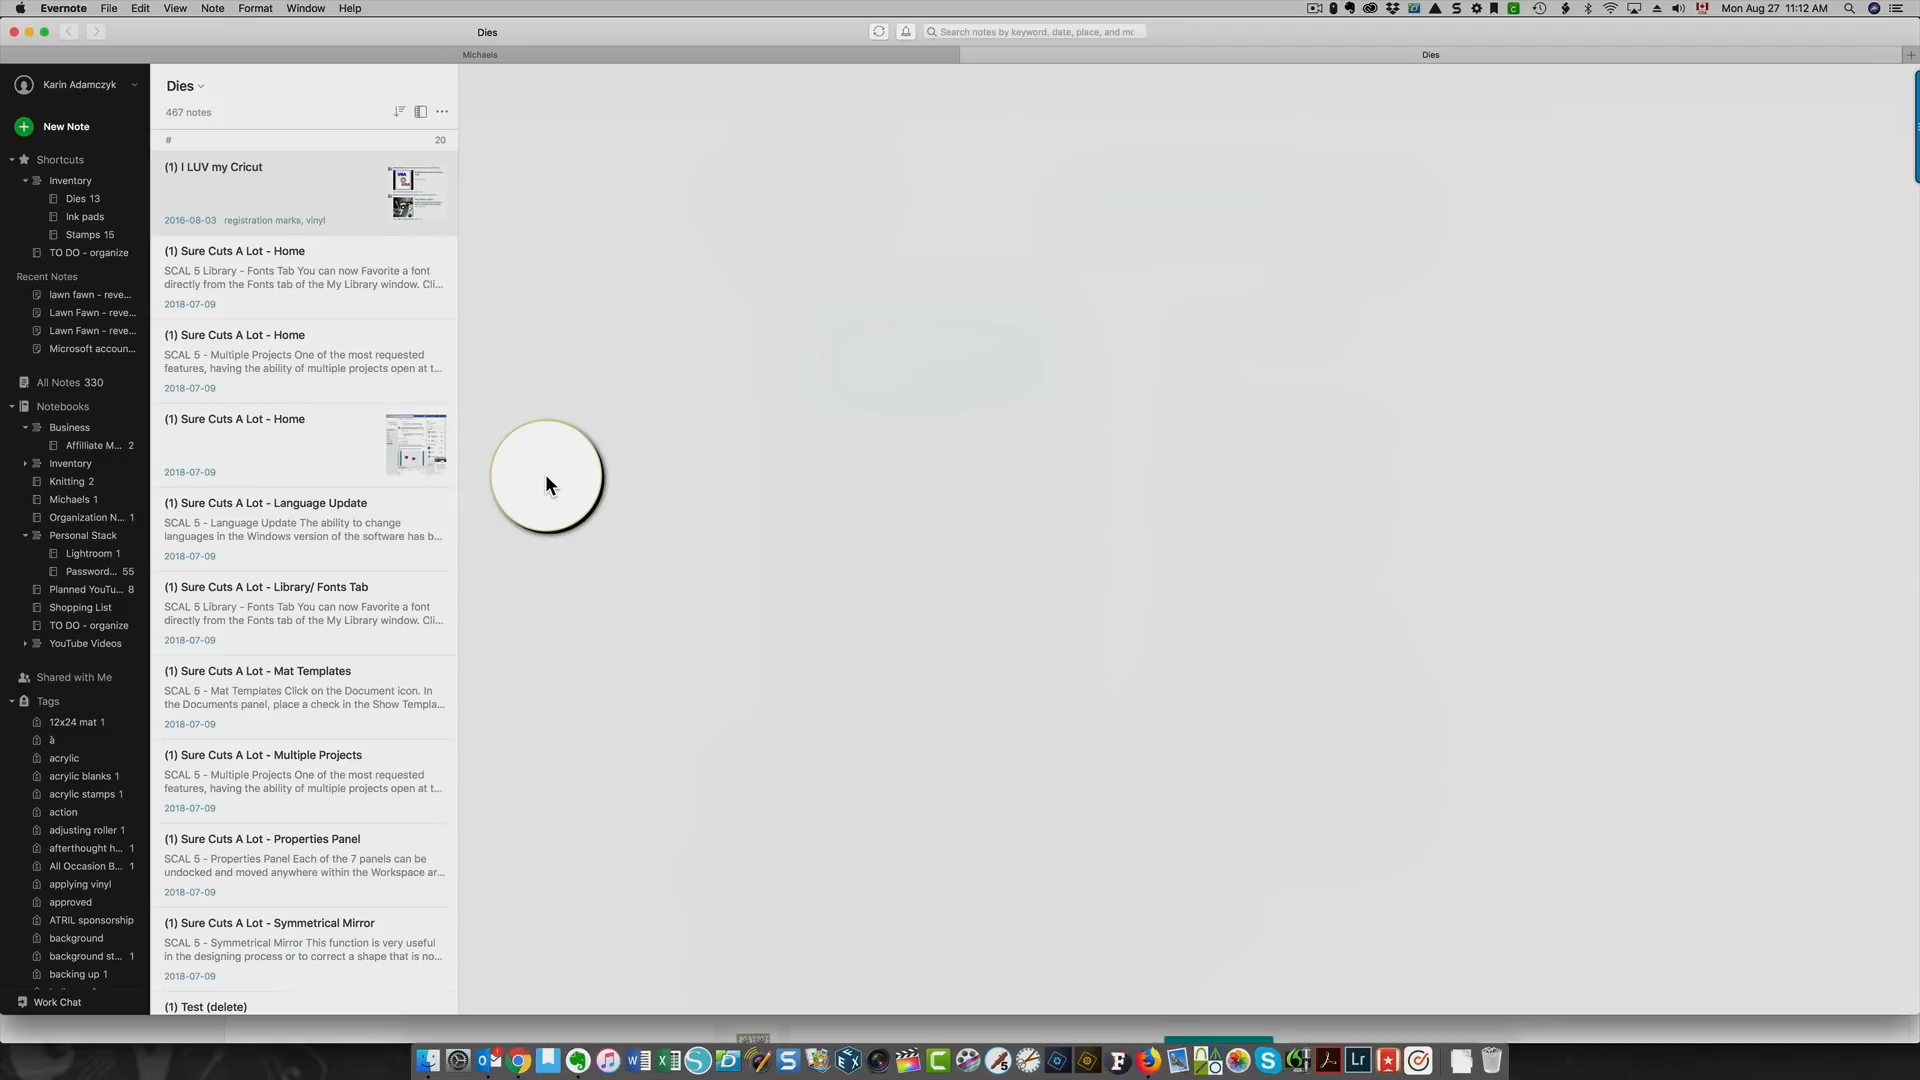 Evernote File Edit View Note Format Window Help
Mon Aug 27 11:12 AM
Dies
Search notes by keyword, date, place, and mc
Michaels
Dies
Karin Adamczyk
New Note
Shortcuts
Inventory
Dies 13
Ink pads
Stamps 15
TO DO - organize
Recent Notes
lawn fawn - reve...
Lawn Fawn - reve...
Lawn Fawn - reve...
Microsoft accoun...
All Notes 330
Notebooks
Business
Affilliate M... 2
Inventory
Knitting 2
Michaels 1
Organization N... 1
Personal Stack
Lightroom 1
Password... 55
Planned YouTu... 8
Shopping List
TO DO - organize
YouTube Videos
Shared with Me
Tags
12x24 mat 1
à
acrylic
acrylic blanks 1
acrylic stamps 1
action
adjusting roller 1
afterthought h... 1
All Occasion B... 1
applying vinyl
approved
ATRIL sponsorship
background
background st... 1
backing up 1
Work Chat
Dies
467 notes
# 20
(1) I LUV my Cricut
2016-08-03 registration marks, vinyl
(1) Sure Cuts A Lot - Home
SCAL 5 Library - Fonts Tab You can now Favorite a font
directly from the Fonts tab of the My Library window. Cli...
2018-07-09
(1) Sure Cuts A Lot - Home
SCAL 5 - Multiple Projects One of the most requested
features, having the ability of multiple projects open at t...
2018-07-09
(1) Sure Cuts A Lot - Home
2018-07-09
(1) Sure Cuts A Lot - Language Update
SCAL 5 - Language Update The ability to change
languages in the Windows version of the software has b...
2018-07-09
(1) Sure Cuts A Lot - Library/ Fonts Tab
SCAL 5 Library - Fonts Tab You can now Favorite a font
directly from the Fonts tab of the My Library window. Cli...
2018-07-09
(1) Sure Cuts A Lot - Mat Templates
SCAL 5 - Mat Templates Click on the Document icon. In
the Documents panel, place a check in the Show Templa...
2018-07-09
(1) Sure Cuts A Lot - Multiple Projects
SCAL 5 - Multiple Projects One of the most requested
features, having the ability of multiple projects open at t...
2018-07-09
(1) Sure Cuts A Lot - Properties Panel
SCAL 5 - Properties Panel Each of the 7 panels can be
undocked and moved anywhere within the Workspace ar...
2018-07-09
(1) Sure Cuts A Lot - Symmetrical Mirror
SCAL 5 - Symmetrical Mirror This function is very useful
in the designing process or to correct a shape that is no...
2018-07-09
(1) Test (delete)